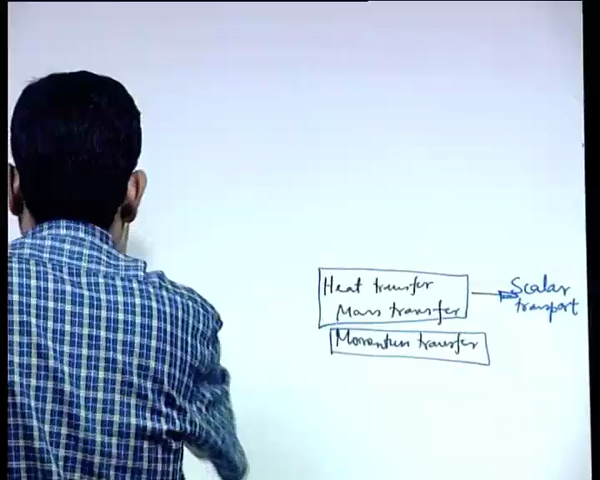 Heat transfer
Mass transfer
Scalar
transport
Momentum transfer